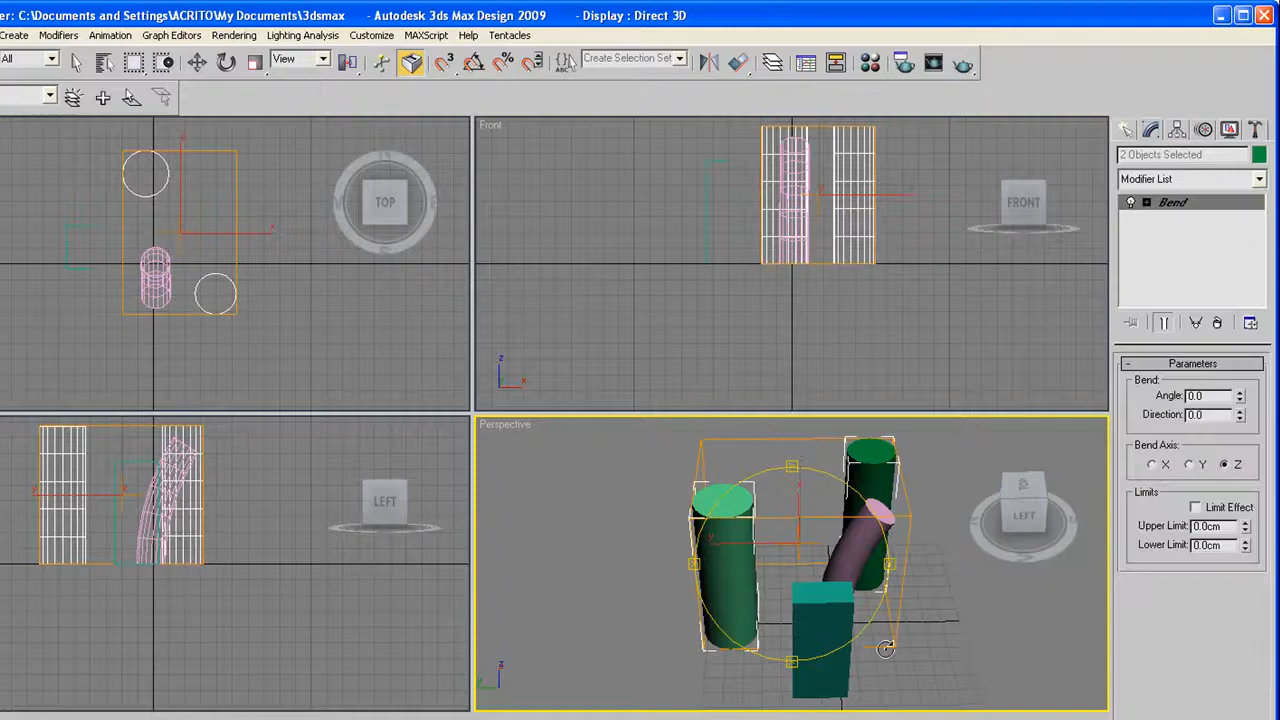 er: C:\Documents and Settings\ACRITO\My Documents\3dsmax - Autodesk 3ds Max Design 2009 - Display : Direct 3D
Create Modifiers Animation Graph Editors Rendering Lighting Analysis Customize MAXScript Help Tentacles
All View 3 % ABC Create Selection Set
Front
2 Objects Selected
Modifier List
TOP
FRONT
Bend
y
x
x
z
x
- Parameters
Bend:
Angle: 0.0
Direction: 0.0
Perspective
Bend Axis:
X Y Z
LEFT
TOP
LEFT
Limits
Limit Effect
Upper Limit: 0.0cm
Lower Limit: 0.0cm
z
y